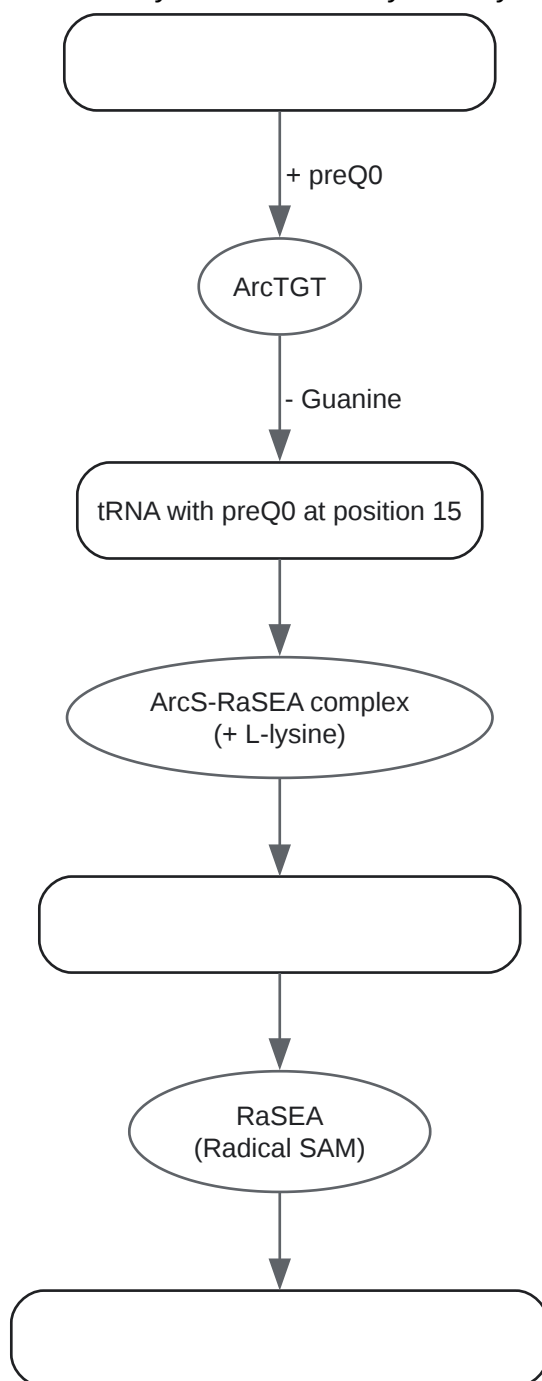 + preQ0
ArcTGT
- Guanine
tRNA with preQ0 at position 15
ArcS-RaSEA complex
(+ L-lysine)
RaSEA
(Radical SAM)